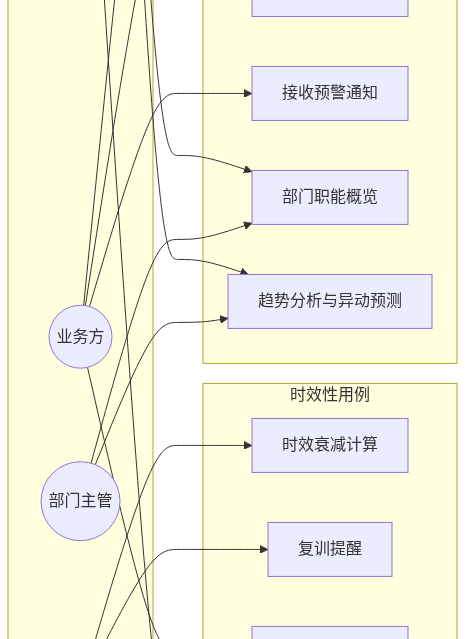 接收预警通知
部门职能概览
趋势分析与异动预测
业务方
时效性用例
时效衰减计算
部门主管
复训提醒